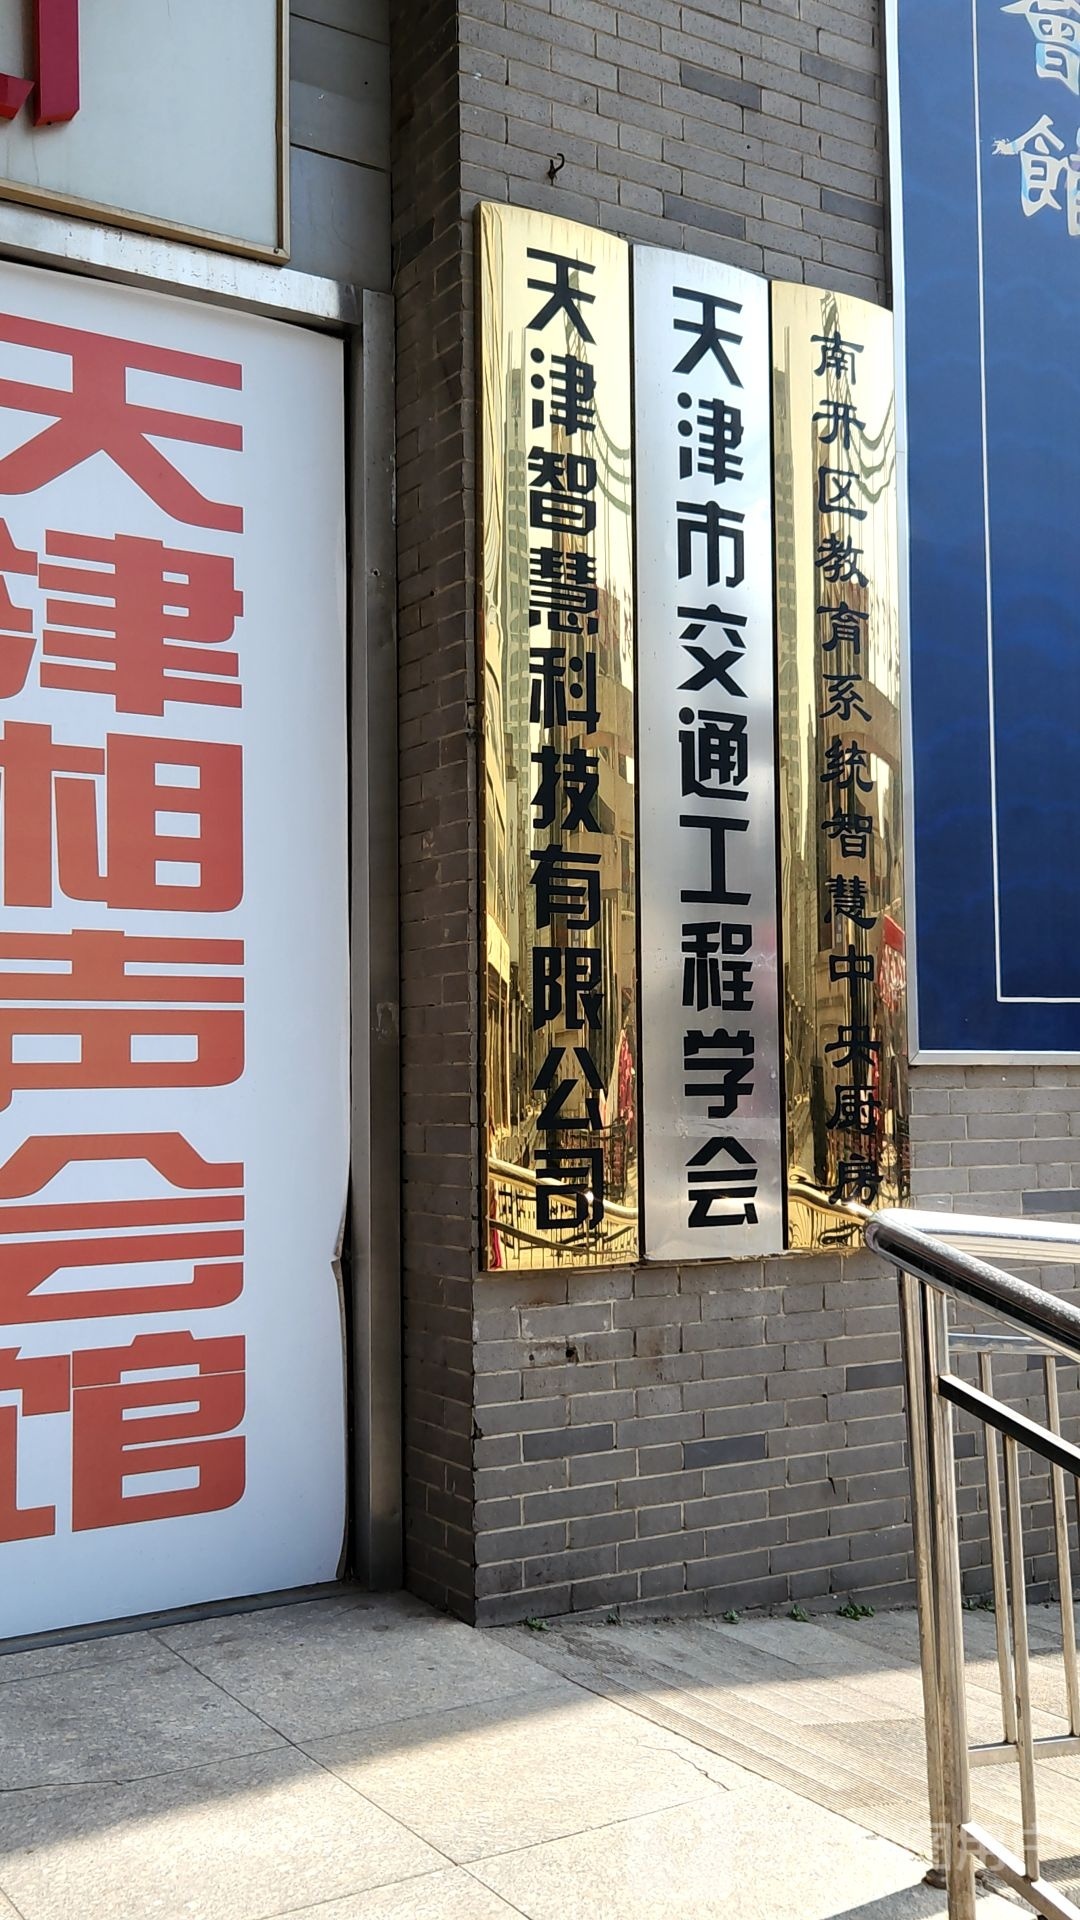 天津相声会馆
天津智慧科技有限公司
天津市交通工程学会
南开区教育系统智慧中央厨房
會館